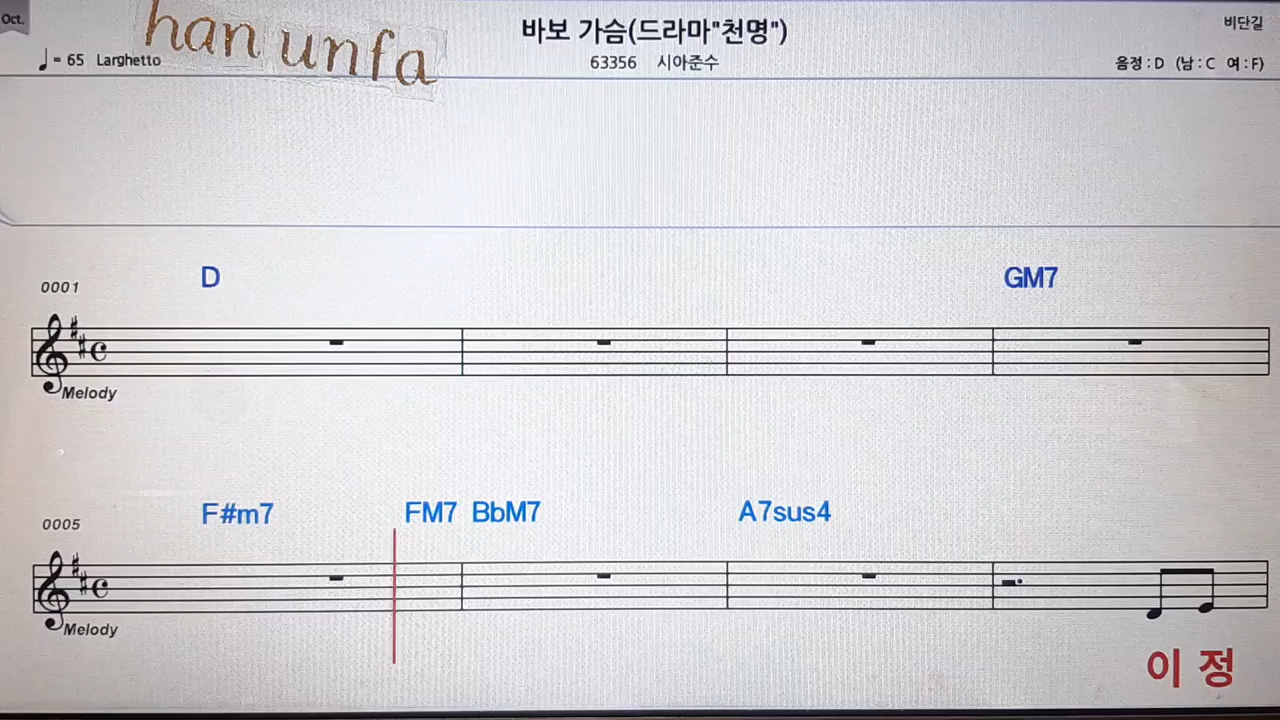 Oct.
han unfa
바보 가슴(드라마"천명")
비단길
♩= 65 Larghetto
63356 시아준수
음정 : D (남 : C 여 : F)
D GM7
0001
Melody
F#m7 FM7 BbM7 A7sus4
0005
Melody
이 정